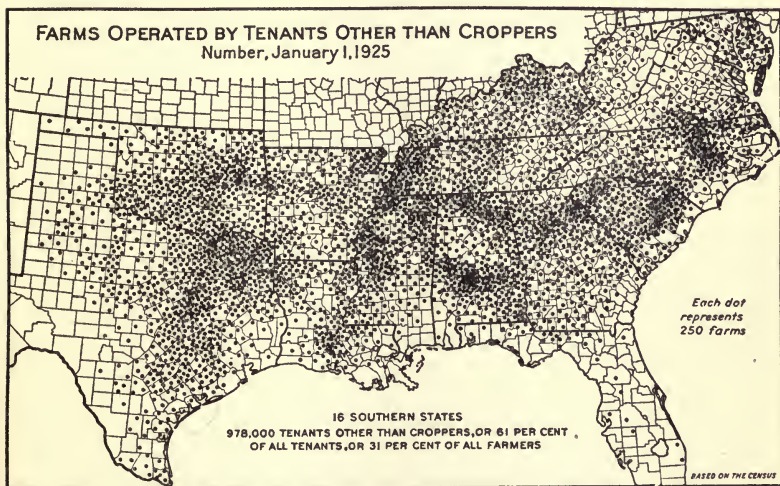 FARMS OPERATED BY TENANTS OTHER THAN CROPPERS
Number, January 1, 1925
Each dot
represents
250 farms
16 SOUTHERN STATES
978,000 TENANTS OTHER THAN CROPPERS, OR 61 PER CENT
OF ALL TENANTS, OR 31 PER CENT OF ALL FARMERS
BASED ON THE CENSUS